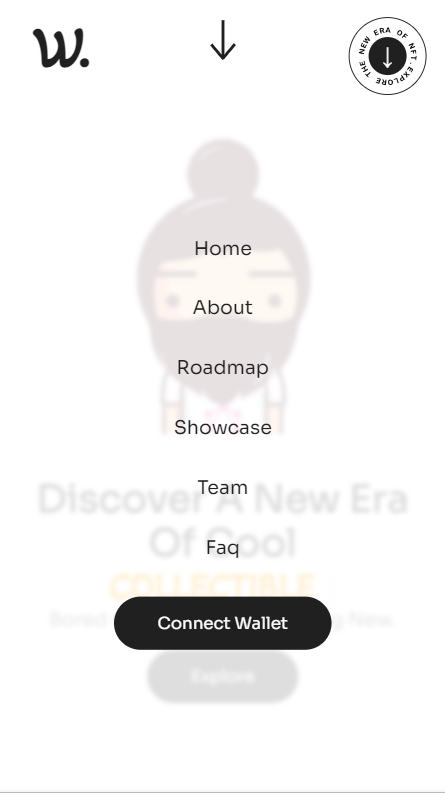 W.
EXPLORE THE NEW ERA OF NFT.
Home
About
Roadmap
Showcase
Team
Discover A New Era
Faq
Of Cool
COLLECTIBLE
Bored
g New.
Connect Wallet
Explore